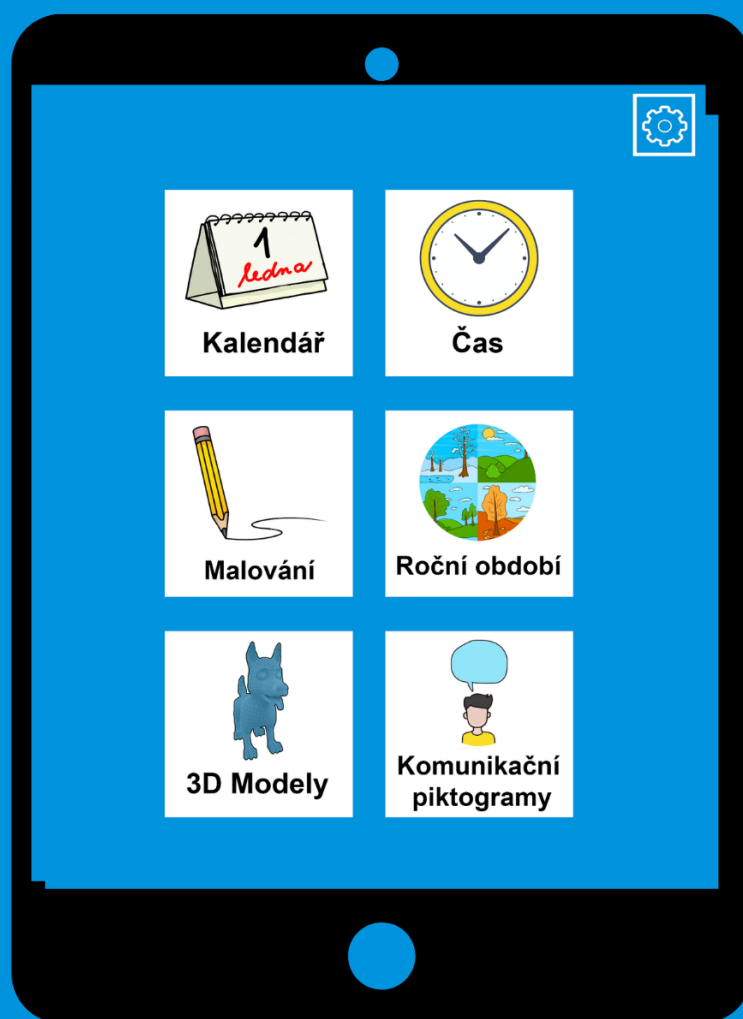 1
ledna
Kalendář
Čas
Malování
Roční období
3D Modely
Komunikační
piktogramy